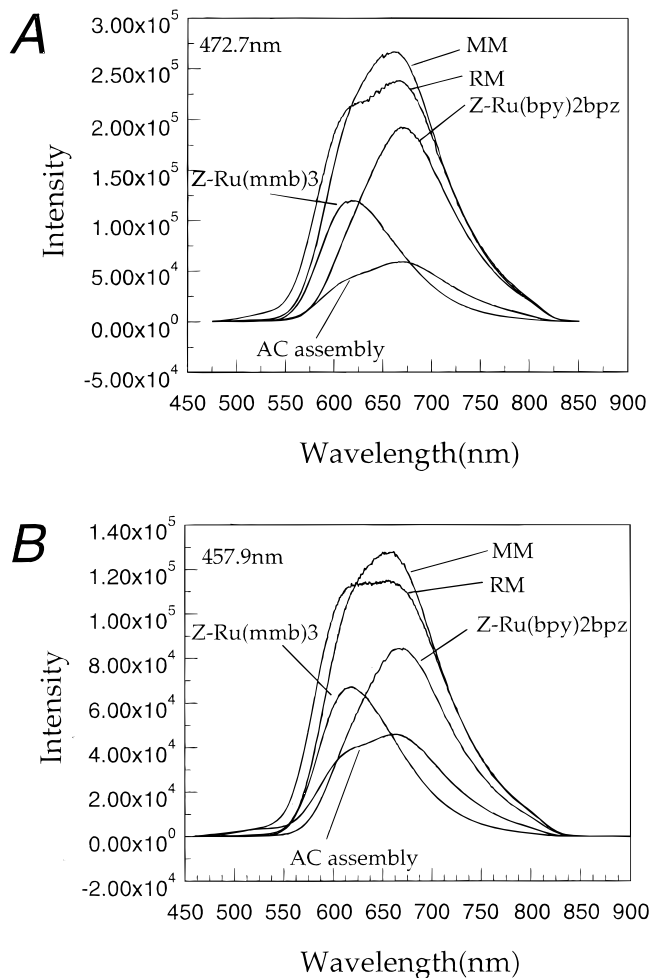 A
472.7nm
3.00x10^5
2.50x10^5
2.00x10^5
1.50x10^5
1.00x10^5
5.00x10^4
0.00x10^0
-5.00x10^4
Intensity
MM
RM
Z-Ru(bpy)2bpz
Z-Ru(mmb)3
AC assembly
450 500 550 600 650 700 750 800 850 900
Wavelength(nm)
B
457.9nm
1.40x10^5
1.20x10^5
1.00x10^5
8.00x10^4
6.00x10^4
4.00x10^4
2.00x10^4
0.00x10^0
-2.00x10^4
Intensity
MM
RM
Z-Ru(bpy)2bpz
Z-Ru(mmb)3
AC assembly
450 500 550 600 650 700 750 800 850 900
Wavelength(nm)